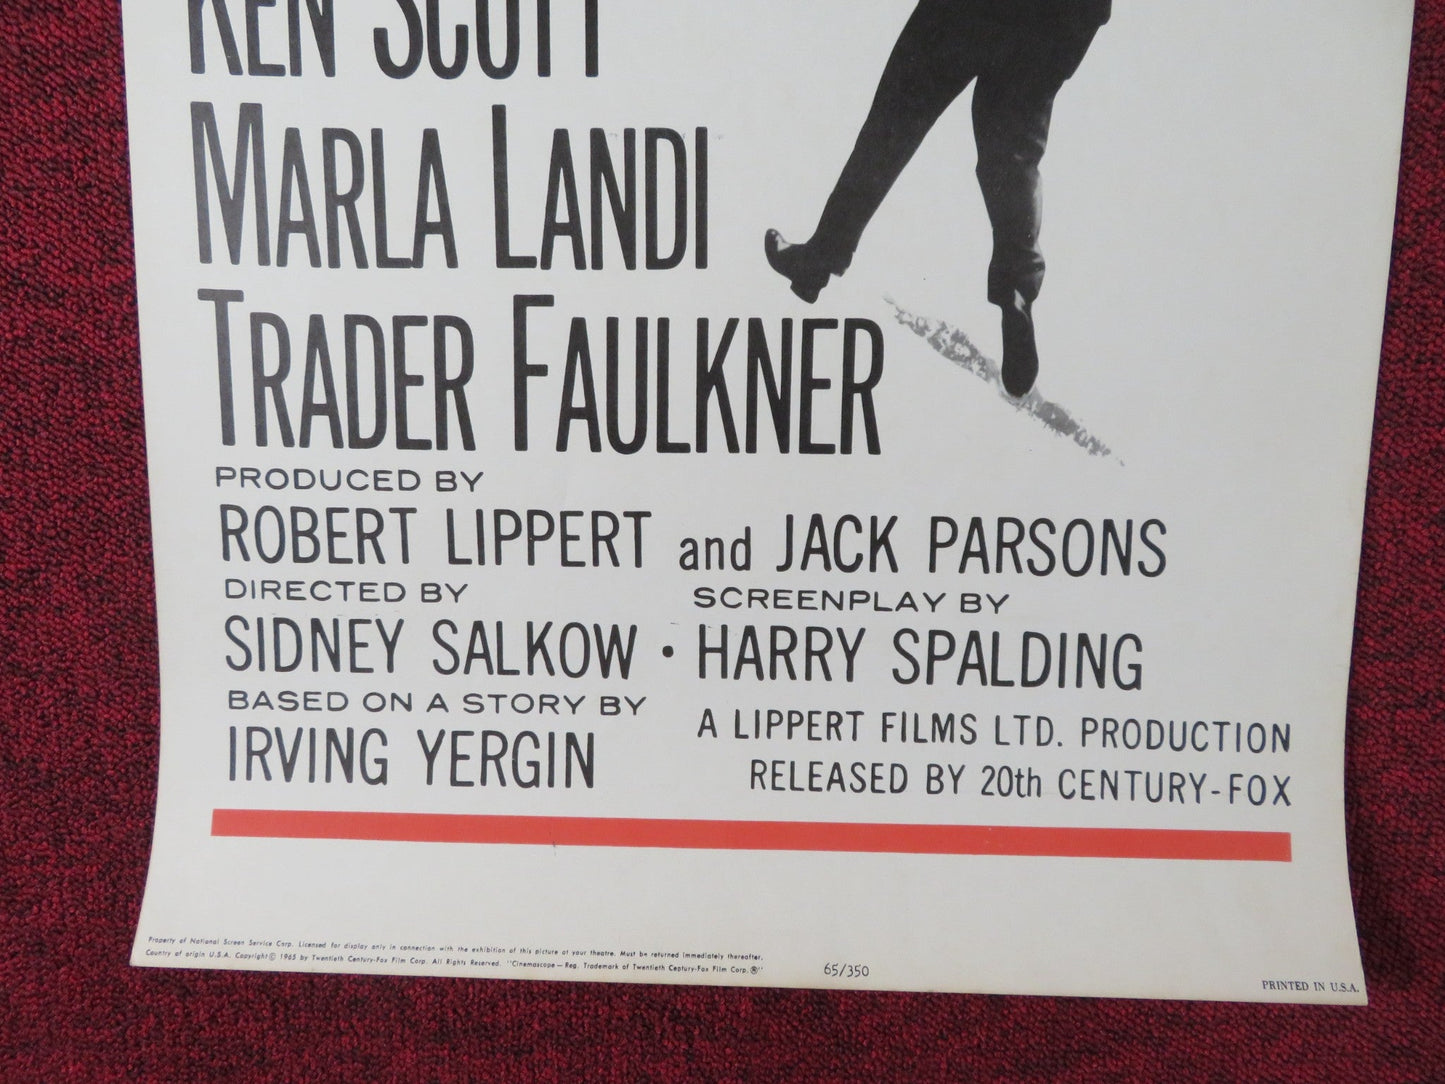 KEN SCOTT
MARLA LANDI
TRADER FAULKNER
PRODUCED BY
ROBERT LIPPERT and JACK PARSONS
DIRECTED BY
SCREENPLAY BY
SIDNEY SALKOW • HARRY SPALDING
BASED ON A STORY BY
IRVING YERGIN
A LIPPERT FILMS LTD. PRODUCTION
RELEASED BY 20th CENTURY-FOX
Property of National Screen Service Corp. Licensed for display only in connection with the exhibition of this picture at your theatre. Must be returned immediately thereafter.
Country of origin U.S.A. Copyright © 1965 by Twentieth Century-Fox Film Corp. All Rights Reserved. "Cinemascope — Reg. Trademark of Twentieth Century-Fox Film Corp. ®"
65/350
PRINTED IN U.S.A.